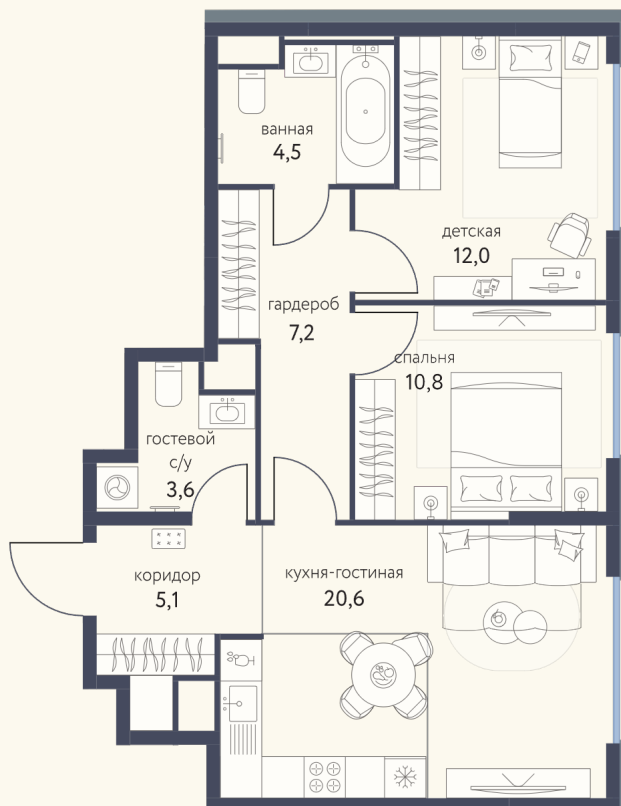 ванная
4,5
детская
12,0
гардероб
7,2
спальня
10,8
гостевой
с/у
3,6
коридор
5,1
кухня-гостиная
20,6